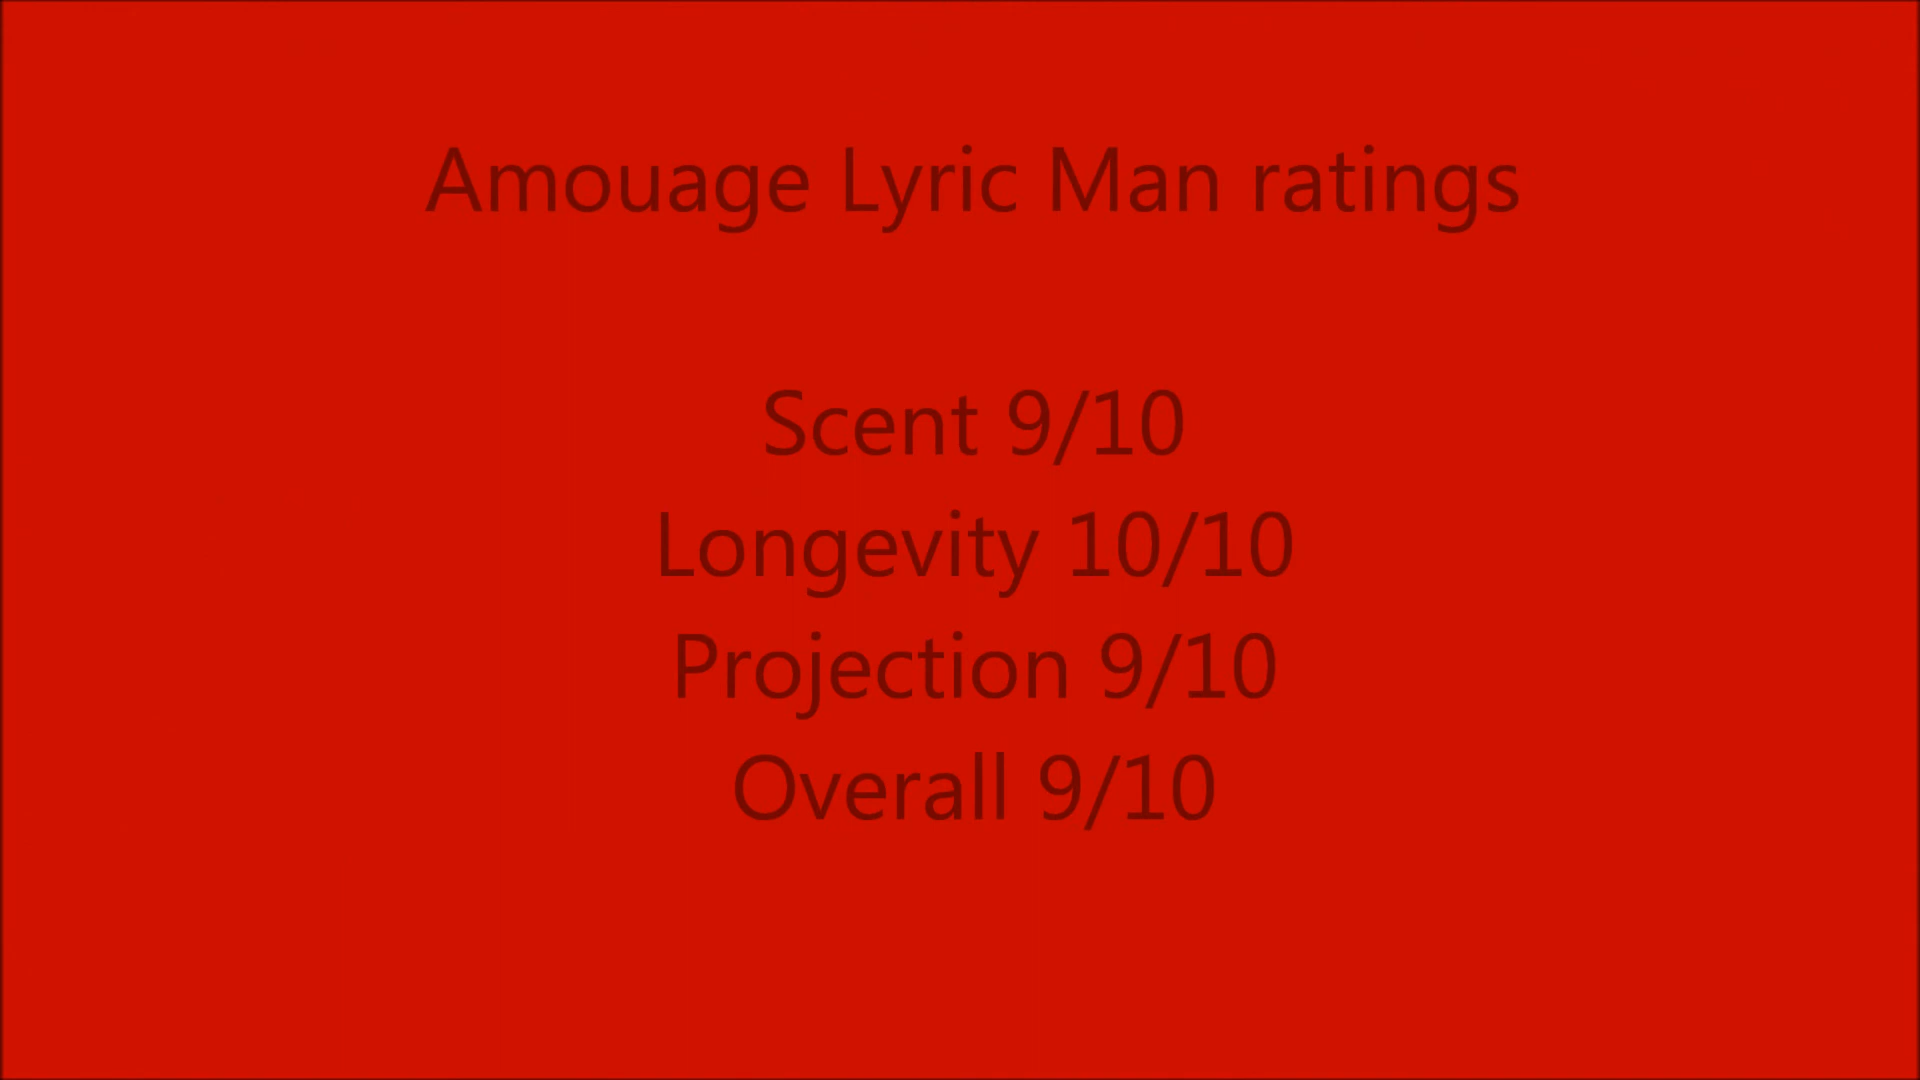 Amouage Lyric Man ratings
Scent 9/10
Longevity 10/10
Projection 9/10
Overall 9/10